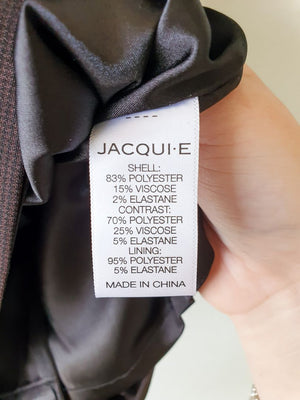 JACQUI·E
SHELL:
83% POLYESTER
15% VISCOSE
2% ELASTANE
CONTRAST:
70% POLYESTER
25% VISCOSE
5% ELASTANE
LINING:
95% POLYESTER
5% ELASTANE
MADE IN CHINA